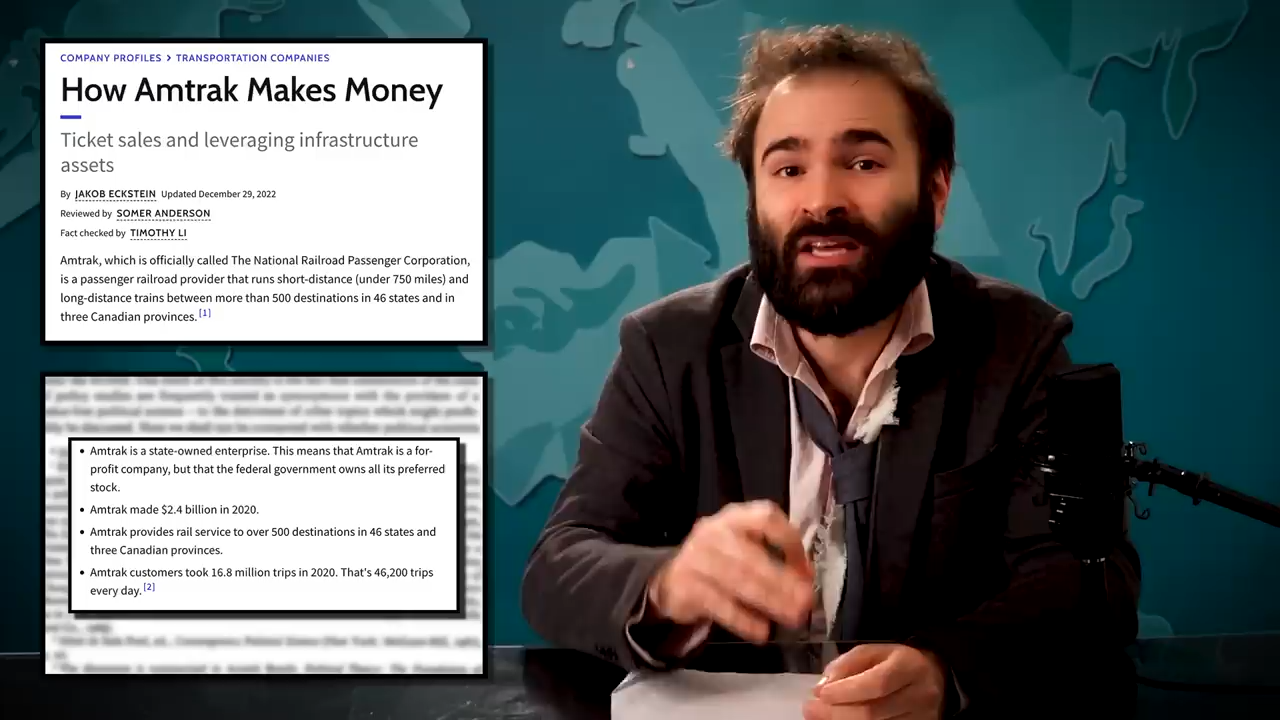 COMPANY PROFILES > TRANSPORTATION COMPANIES
How Amtrak Makes Money
Ticket sales and leveraging infrastructure
assets
By JAKOB ECKSTEIN Updated December 29, 2022
Reviewed by SOMER ANDERSON
Fact checked by TIMOTHY LI
Amtrak, which is officially called The National Railroad Passenger Corporation,
is a passenger railroad provider that runs short-distance (under 750 miles) and
long-distance trains between more than 500 destinations in 46 states and in
three Canadian provinces.[1]
• Amtrak is a state-owned enterprise. This means that Amtrak is a for-
profit company, but that the federal government owns all its preferred
stock.
• Amtrak made $2.4 billion in 2020.
• Amtrak provides rail service to over 500 destinations in 46 states and
three Canadian provinces.
• Amtrak customers took 16.8 million trips in 2020. That's 46,200 trips
every day.[2]